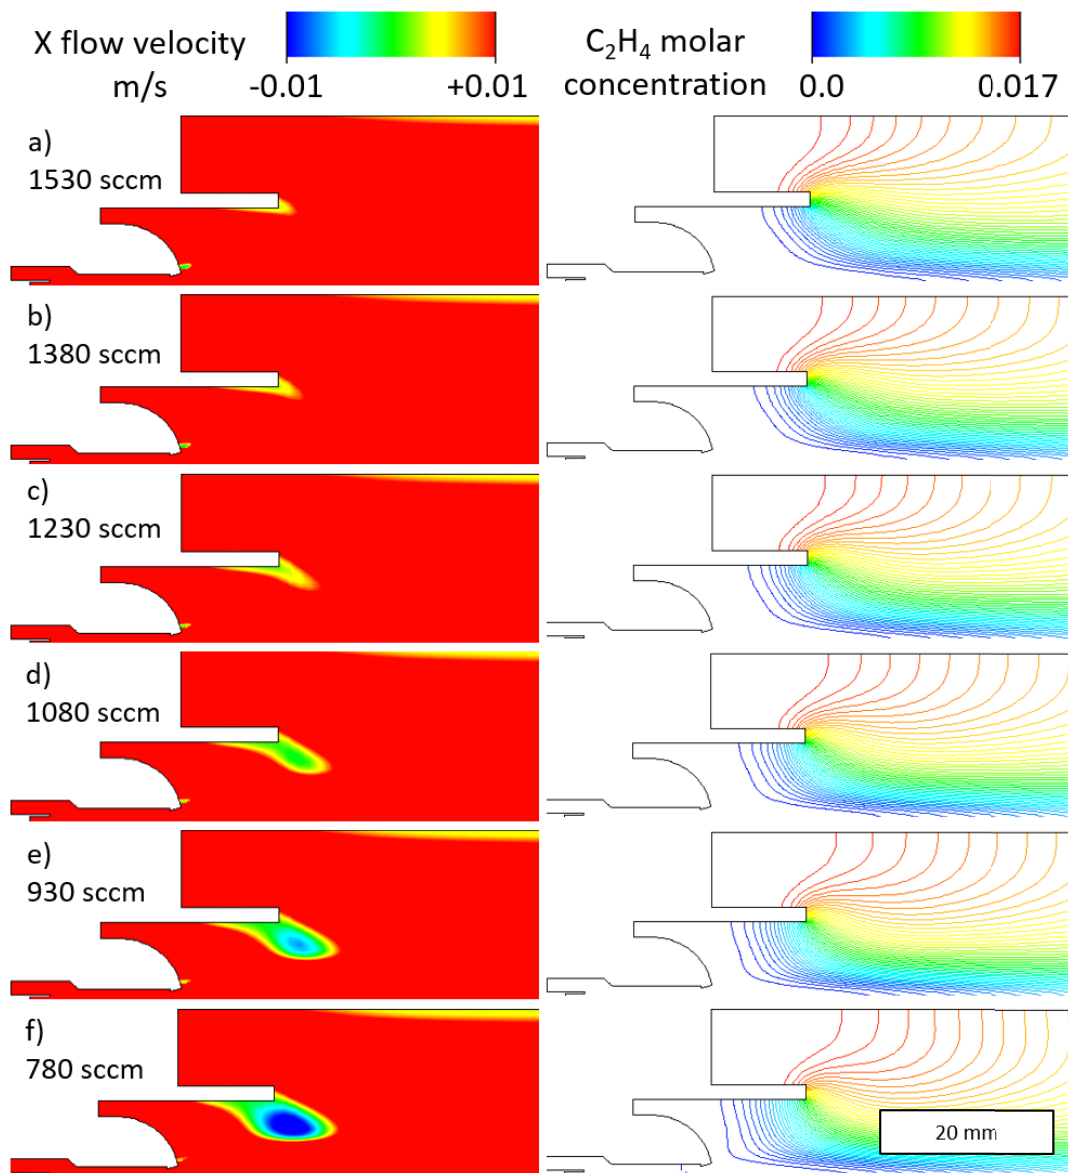 X flow velocity
m/s -0.01 +0.01
C₂H₄ molar
concentration 0.0 0.017
a)
1530 sccm
b)
1380 sccm
c)
1230 sccm
d)
1080 sccm
e)
930 sccm
f)
780 sccm
20 mm